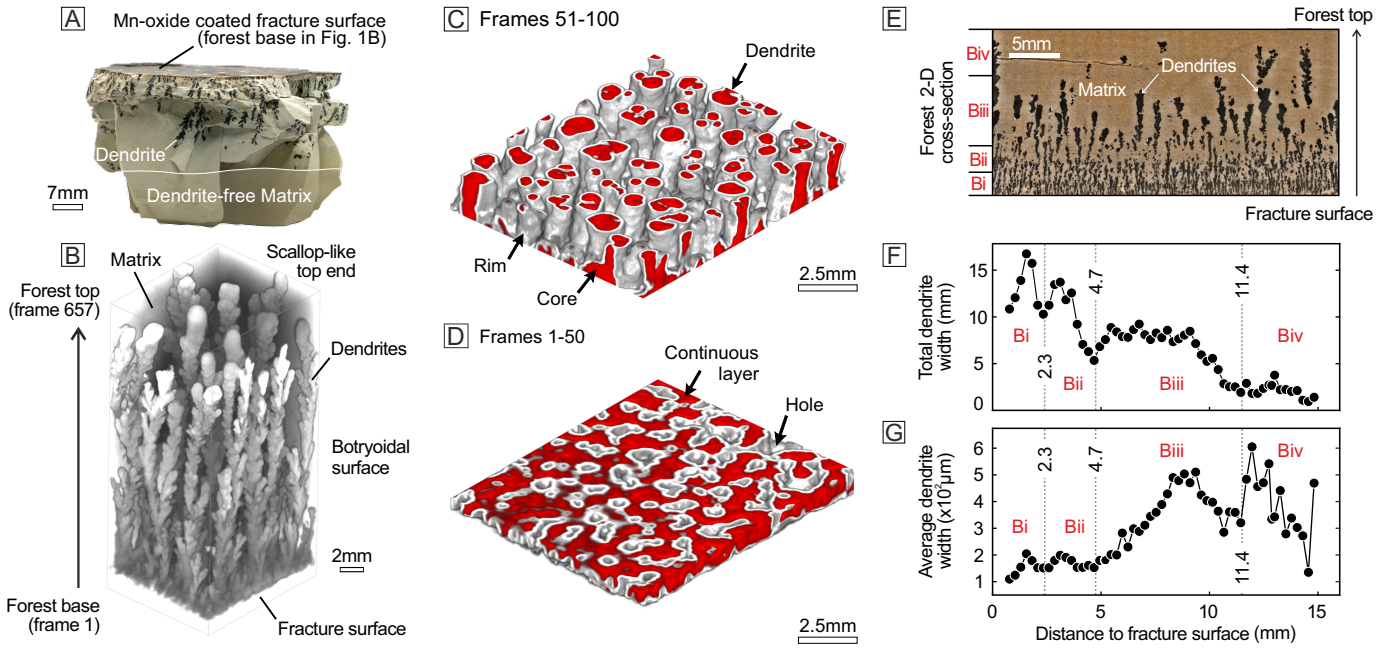 A
Mn-oxide coated fracture surface
(forest base in Fig. 1B)
Dendrite
7mm
Dendrite-free Matrix
B
Matrix
Scallop-like
top end
Forest top
(frame 657)
Dendrites
Botryoidal
surface
2mm
Forest base
(frame 1)
Fracture surface
C Frames 51-100
Dendrite
Rim
Core
2.5mm
D Frames 1-50
Continuous
layer
Hole
2.5mm
E
Forest top
Forest 2-D
cross-section
Biv
Biii
Bii
Bi
5mm
Matrix
Dendrites
Fracture surface
F
Total dendrite
width (mm)
15
10
5
0
Bi
2.3
Bii
4.7
Biii
11.4
Biv
G
Average dendrite
width (x10²μm)
6
5
4
3
2
1
Bi
2.3
Bii
4.7
Biii
11.4
Biv
0
5
10
15
Distance to fracture surface (mm)